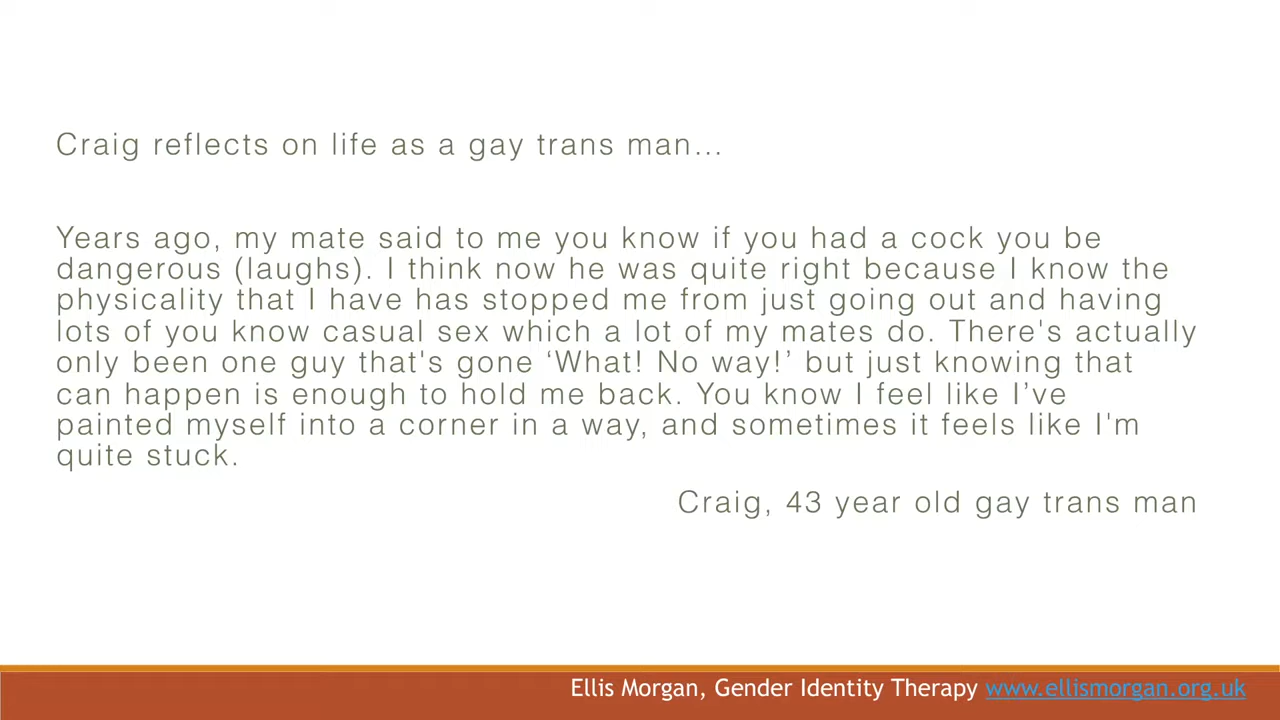 Craig reflects on life as a gay trans man…
Years ago, my mate said to me you know if you had a cock you be
dangerous (laughs). I think now he was quite right because I know the
physicality that I have has stopped me from just going out and having
lots of you know casual sex which a lot of my mates do. There's actually
only been one guy that's gone ‘What! No way!’ but just knowing that
can happen is enough to hold me back. You know I feel like I’ve
painted myself into a corner in a way, and sometimes it feels like I'm
quite stuck.
Craig, 43 year old gay trans man
Ellis Morgan, Gender Identity Therapy www.ellismorgan.org.uk